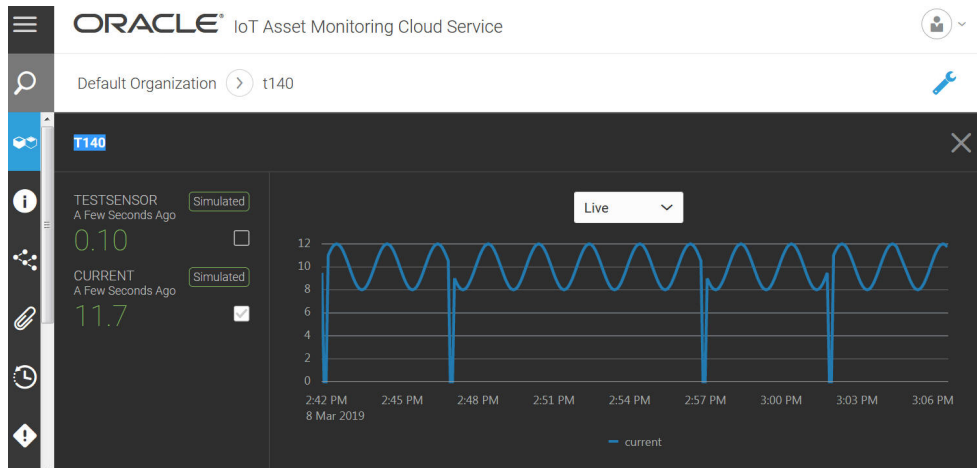 ORACLE® IoT Asset Monitoring Cloud Service
Default Organization > t140
T140
TESTSENSOR Simulated
A Few Seconds Ago
0.10
CURRENT Simulated
A Few Seconds Ago
11.7
Live
12
10
8
6
4
2
0
2:42 PM 2:45 PM 2:48 PM 2:51 PM 2:54 PM 2:57 PM 3:00 PM 3:03 PM 3:06 PM
8 Mar 2019
current